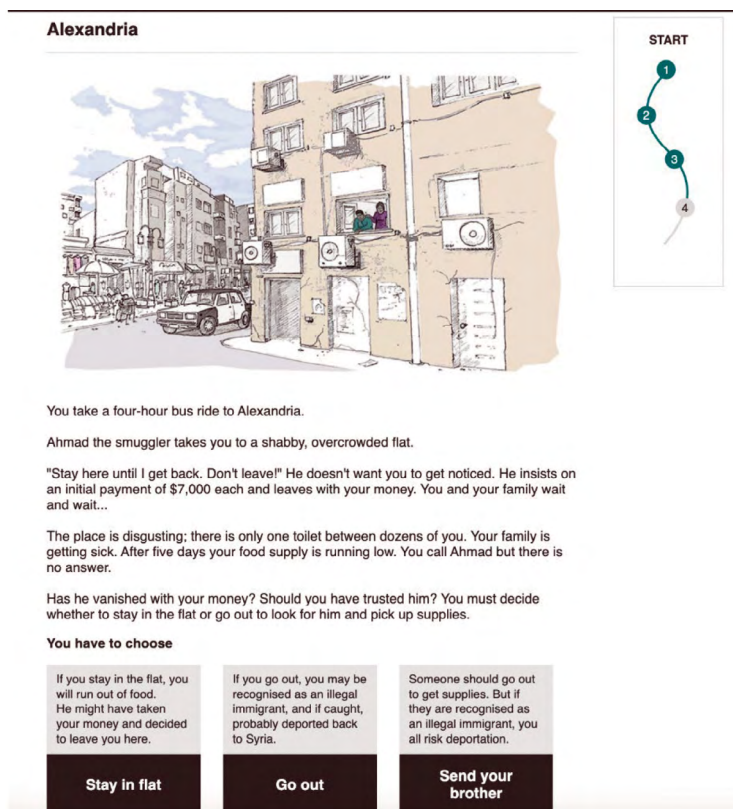 Alexandria
START
1
2
3
4
You take a four-hour bus ride to Alexandria.
Ahmad the smuggler takes you to a shabby, overcrowded flat.
"Stay here until I get back. Don't leave!" He doesn't want you to get noticed. He insists on
an initial payment of $7,000 each and leaves with your money. You and your family wait
and wait...
The place is disgusting; there is only one toilet between dozens of you. Your family is
getting sick. After five days your food supply is running low. You call Ahmad but there is
no answer.
Has he vanished with your money? Should you have trusted him? You must decide
whether to stay in the flat or go out to look for him and pick up supplies.
You have to choose
If you stay in the flat, you
will run out of food.
He might have taken
your money and decided
to leave you here.
Stay in flat
If you go out, you may be
recognised as an illegal
immigrant, and if caught,
probably deported back
to Syria.
Go out
Someone should go out
to get supplies. But if
they are recognised as
an illegal immigrant, you
all risk deportation.
Send your
brother